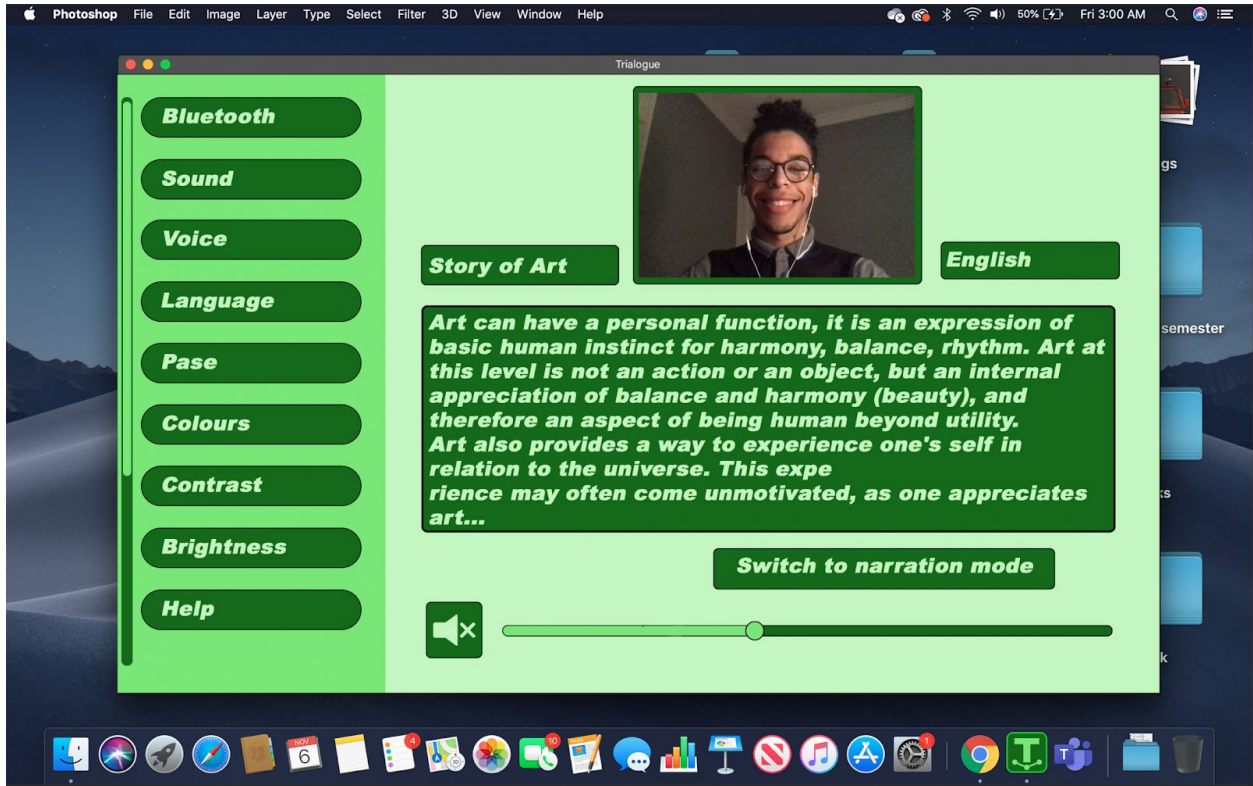 Photoshop File Edit Image Layer Type Select Filter 3D View Window Help 50% Fri 3:00 AM
Trialogue
Bluetooth
Sound
Voice
Language
Pase
Colours
Contrast
Brightness
Help
Story of Art
English
Art can have a personal function, it is an expression of
basic human instinct for harmony, balance, rhythm. Art at
this level is not an action or an object, but an internal
appreciation of balance and harmony (beauty), and
therefore an aspect of being human beyond utility.
Art also provides a way to experience one's self in
relation to the universe. This expe
rience may often come unmotivated, as one appreciates
art...
Switch to narration mode
gs
semester
ks
k
NOV
6
4
10
1
T